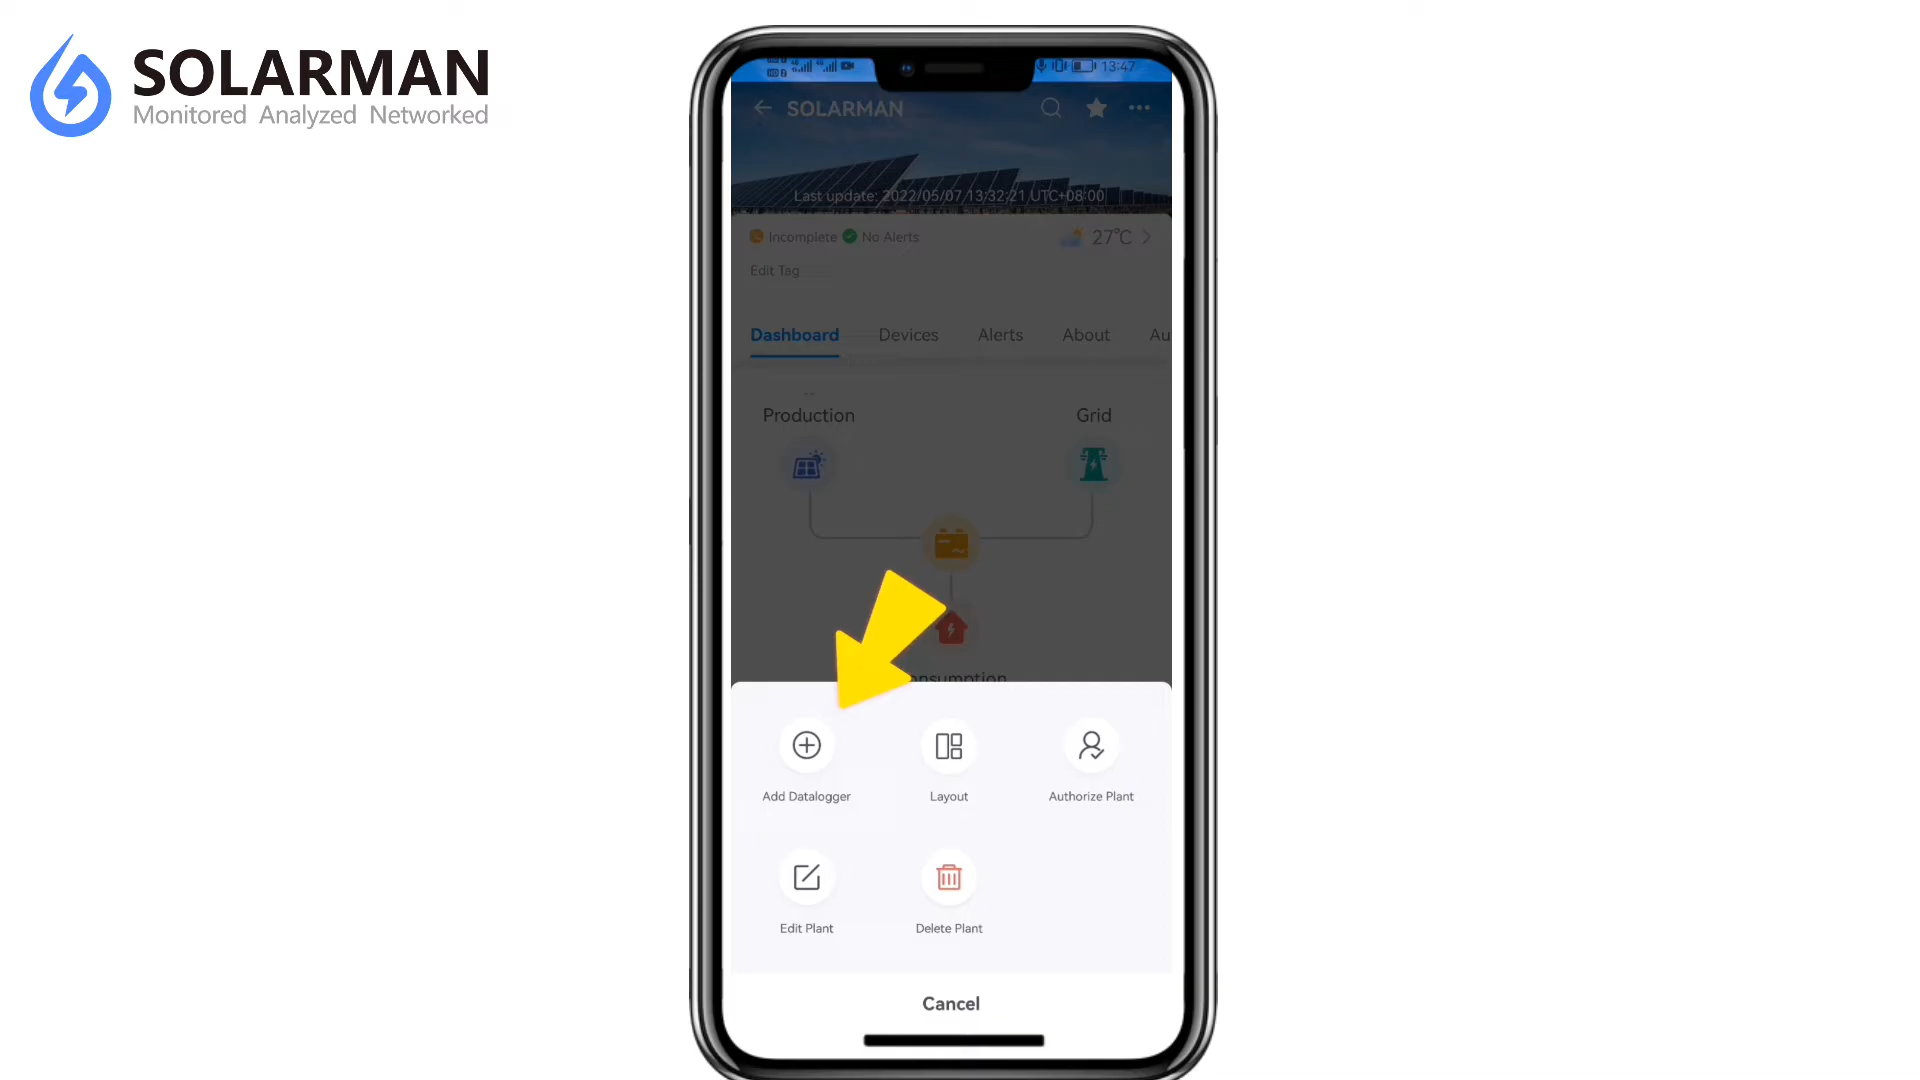 SOLARMAN
Monitored Analyzed Networked
13:47
SOLARMAN
Last update: 2022/05/07 13:32:21 UTC+08:00
Incomplete No Alerts 27℃
Edit Tag
Dashboard Devices Alerts About Au
--
Production Grid
onsumption
Add Datalogger Layout Authorize Plant
Edit Plant Delete Plant
Cancel